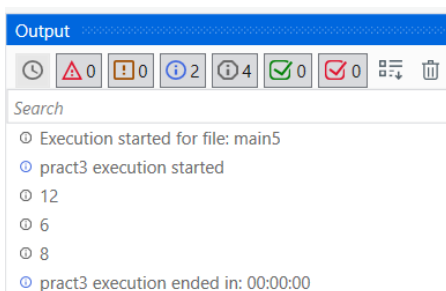 Output
0 0 2 4 0 0
Search
Execution started for file: main5
pract3 execution started
12
6
8
pract3 execution ended in: 00:00:00